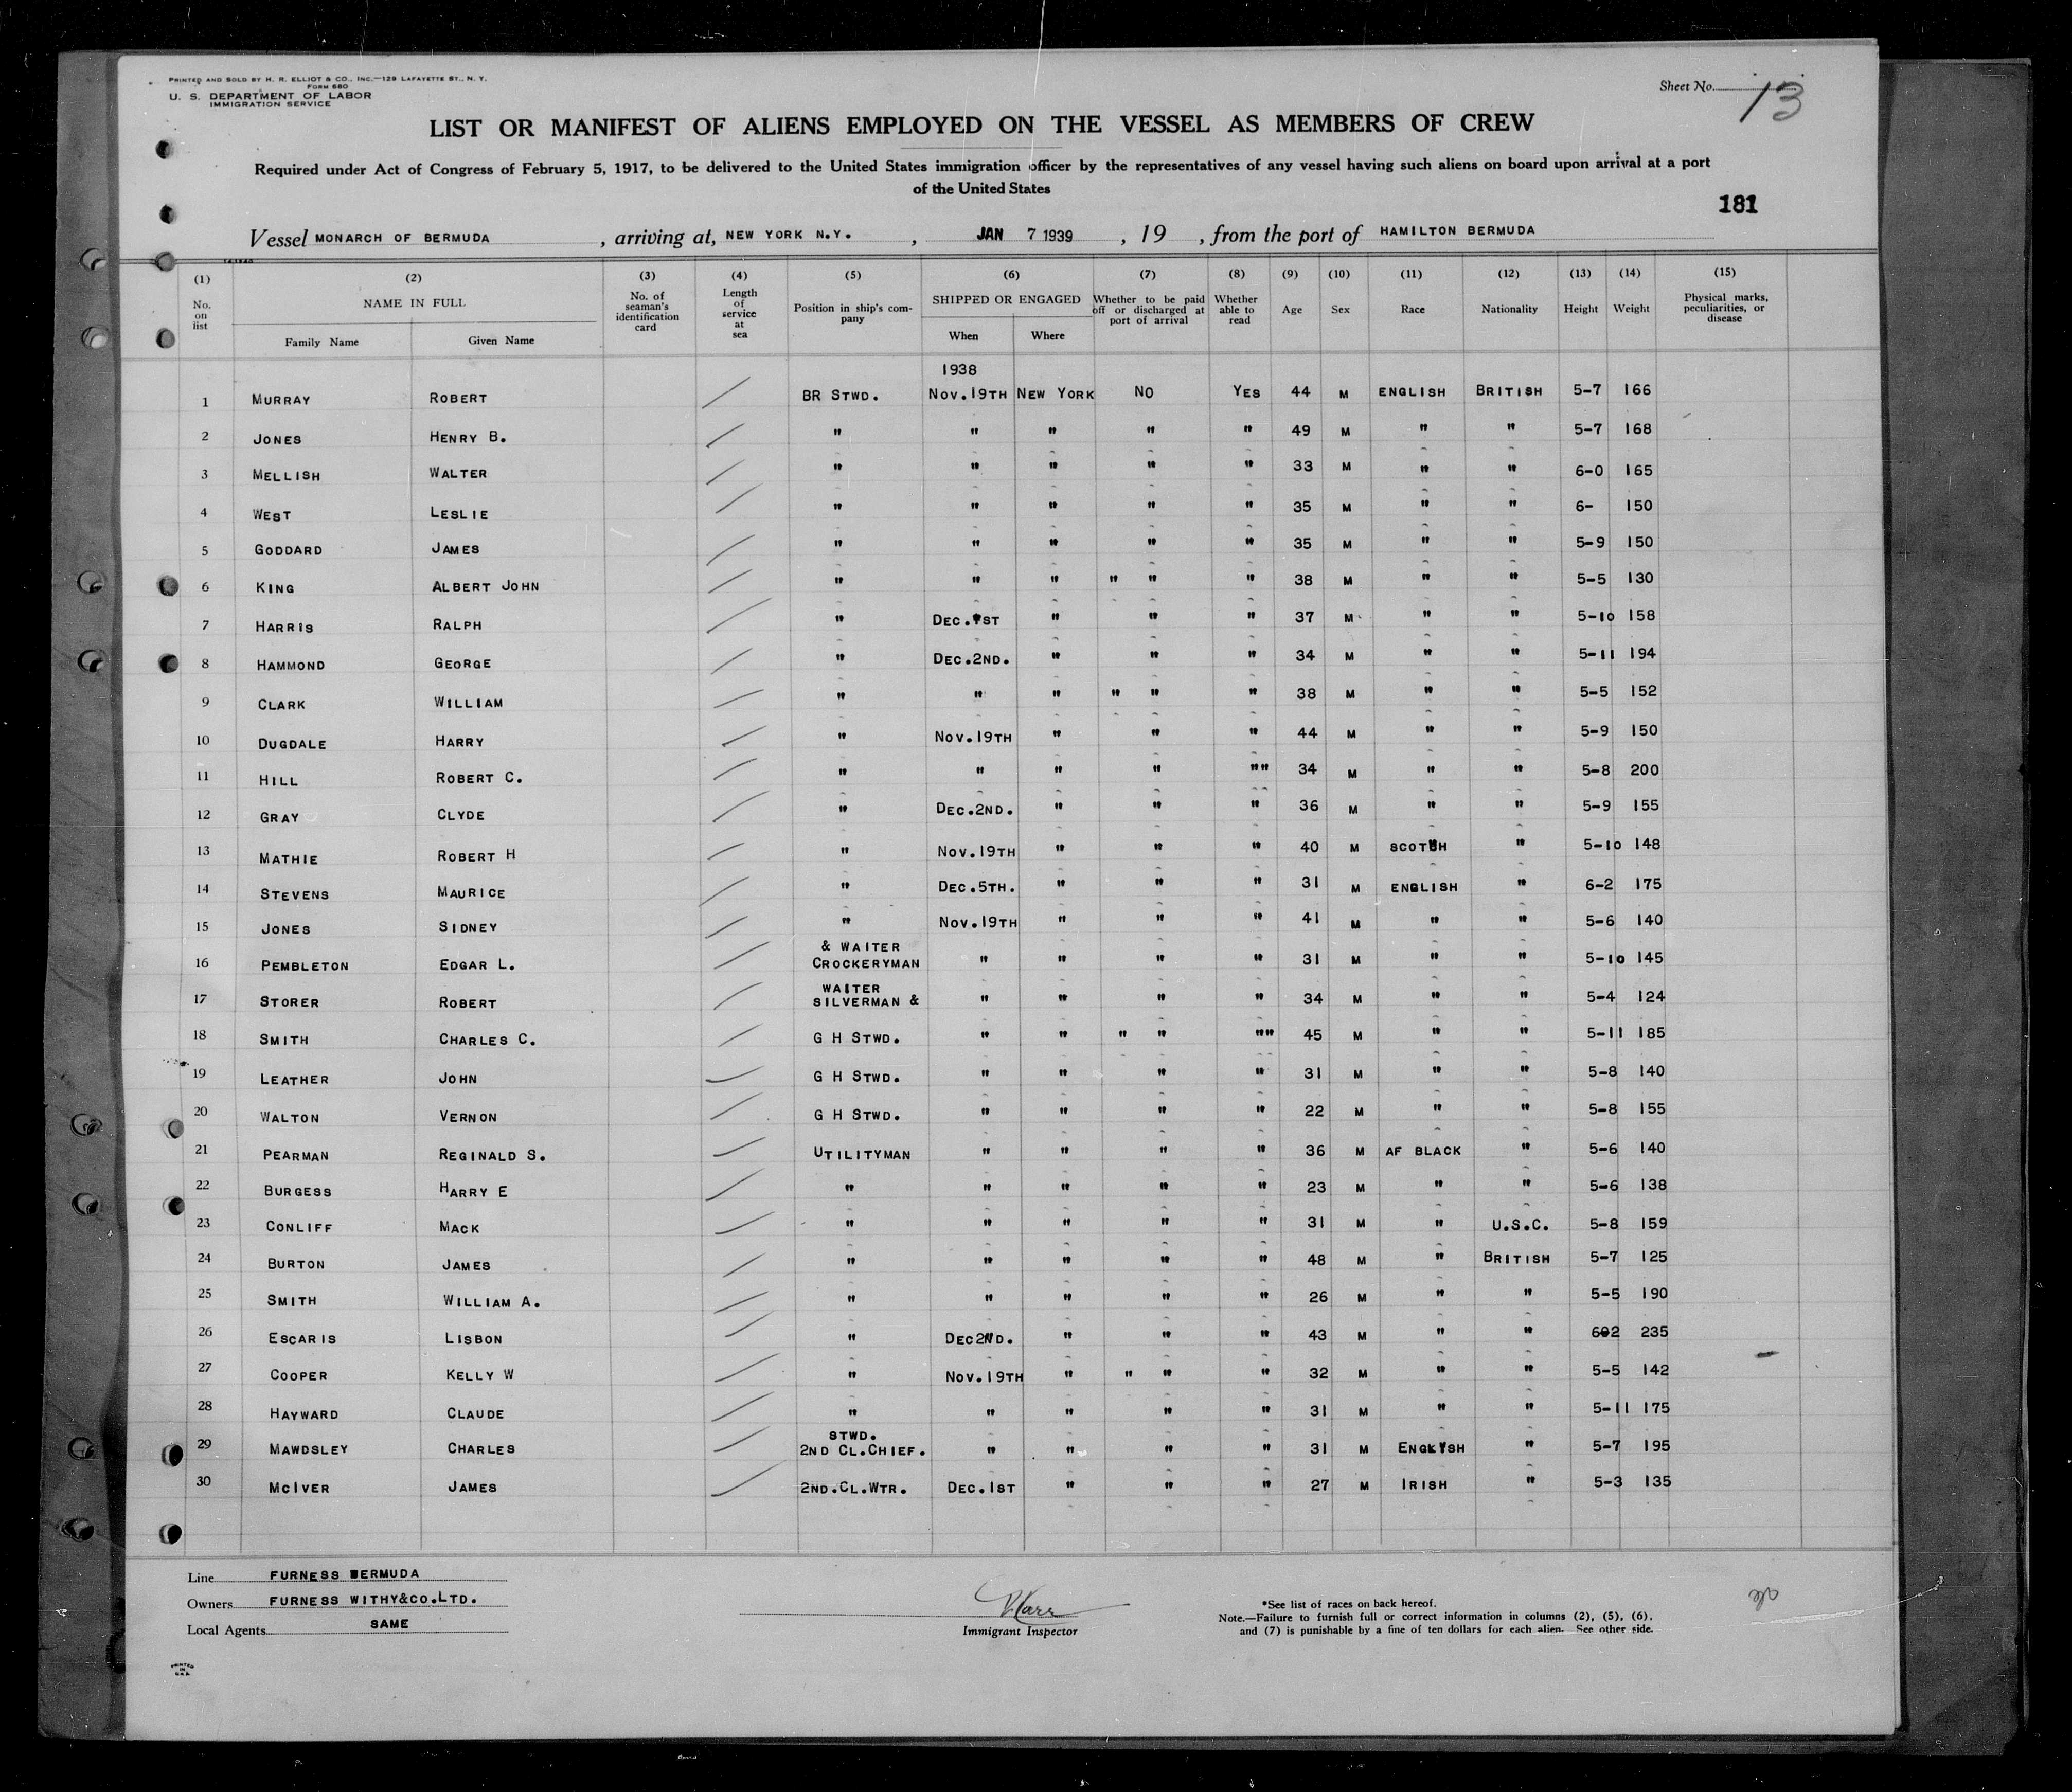 PRINTED AND SOLD BY H. R. ELLIOT & CO., INC.—129 LAFAYETTE ST., N. Y.
FORM 680
U. S. DEPARTMENT OF LABOR
IMMIGRATION SERVICE
Sheet No. 13
LIST OR MANIFEST OF ALIENS EMPLOYED ON THE VESSEL AS MEMBERS OF CREW
Required under Act of Congress of February 5, 1917, to be delivered to the United States immigration officer by the representatives of any vessel having such aliens on board upon arrival at a port
of the United States
181
Vessel MONARCH OF BERMUDA , arriving at, NEW YORK N.Y. , JAN 7 1939 , 19 , from the port of HAMILTON BERMUDA
(1) (2) (3) (4) (5) (6) (7) (8) (9) (10) (11) (12) (13) (14) (15)
No. on list NAME IN FULL Family Name Given Name No. of seaman's identification card Length of service at sea Position in ship's company SHIPPED OR ENGAGED When Where Whether to be paid off or discharged at port of arrival Whether able to read Age Sex Race Nationality Height Weight Physical marks, peculiarities, or disease
1938
1 MURRAY ROBERT BR STWD. NOV.19TH NEW YORK NO YES 44 M ENGLISH BRITISH 5-7 166
2 JONES HENRY B. " " " " " 49 M " " 5-7 168
3 MELLISH WALTER " " " " " 33 M " " 6-0 165
4 WEST LESLIE " " " " " 35 M " " 6- 150
5 GODDARD JAMES " " " " " 35 M " " 5-9 150
6 KING ALBERT JOHN " " " " " " 38 M " " 5-5 130
7 HARRIS RALPH " DEC.1ST " " " 37 M " " 5-10 158
8 HAMMOND GEORGE " DEC.2ND. " " " 34 M " " 5-11 194
9 CLARK WILLIAM " " " " " " 38 M " " 5-5 152
10 DUGDALE HARRY " NOV.19TH " " " 44 M " " 5-9 150
11 HILL ROBERT C. " " " " "" 34 M " " 5-8 200
12 GRAY CLYDE " DEC.2ND. " " " 36 M " " 5-9 155
13 MATHIE ROBERT H " NOV.19TH " " " 40 M SCOTCH " 5-10 148
14 STEVENS MAURICE " DEC.5TH. " " " 31 M ENGLISH " 6-2 175
15 JONES SIDNEY " NOV.19TH " " " 41 M " " 5-6 140
& WAITER
16 PEMBLETON EDGAR L. CROCKERYMAN " " " " 31 M " " 5-10 145
WAITER
17 STORER ROBERT SILVERMAN & " " " " 34 M " " 5-4 124
18 SMITH CHARLES C. G H STWD. " " " " "" 45 M " " 5-11 185
19 LEATHER JOHN G H STWD. " " " " 31 M " " 5-8 140
20 WALTON VERNON G H STWD. " " " " 22 M " " 5-8 155
21 PEARMAN REGINALD S. UTILITYMAN " " " " 36 M AF BLACK " 5-6 140
22 BURGESS HARRY E " " " " " 23 M " " 5-6 138
23 CONLIFF MACK " " " " " 31 M " U.S.C. 5-8 159
24 BURTON JAMES " " " " " 48 M " BRITISH 5-7 125
25 SMITH WILLIAM A. " " " " " 26 M " " 5-5 190
26 ESCARIS LISBON " DEC2ND. " " " 43 M " " 6-2 235
27 COOPER KELLY W " NOV.19TH " " " " 32 M " " 5-5 142
28 HAYWARD CLAUDE " " " " " 31 M " " 5-11 175
STWD.
29 MAWDSLEY CHARLES 2ND CL.CHIEF. " " " " 31 M ENGLISH " 5-7 195
30 MCIVER JAMES 2ND.CL.WTR. DEC.1ST " " " 27 M IRISH " 5-3 135
Line FURNESS BERMUDA
Owners FURNESS WITHY&CO.LTD.
Local Agents SAME
Immigrant Inspector
*See list of races on back hereof.
Note.—Failure to furnish full or correct information in columns (2), (5), (6),
and (7) is punishable by a fine of ten dollars for each alien. See other side.
PRINTED
IN
U.S.A.